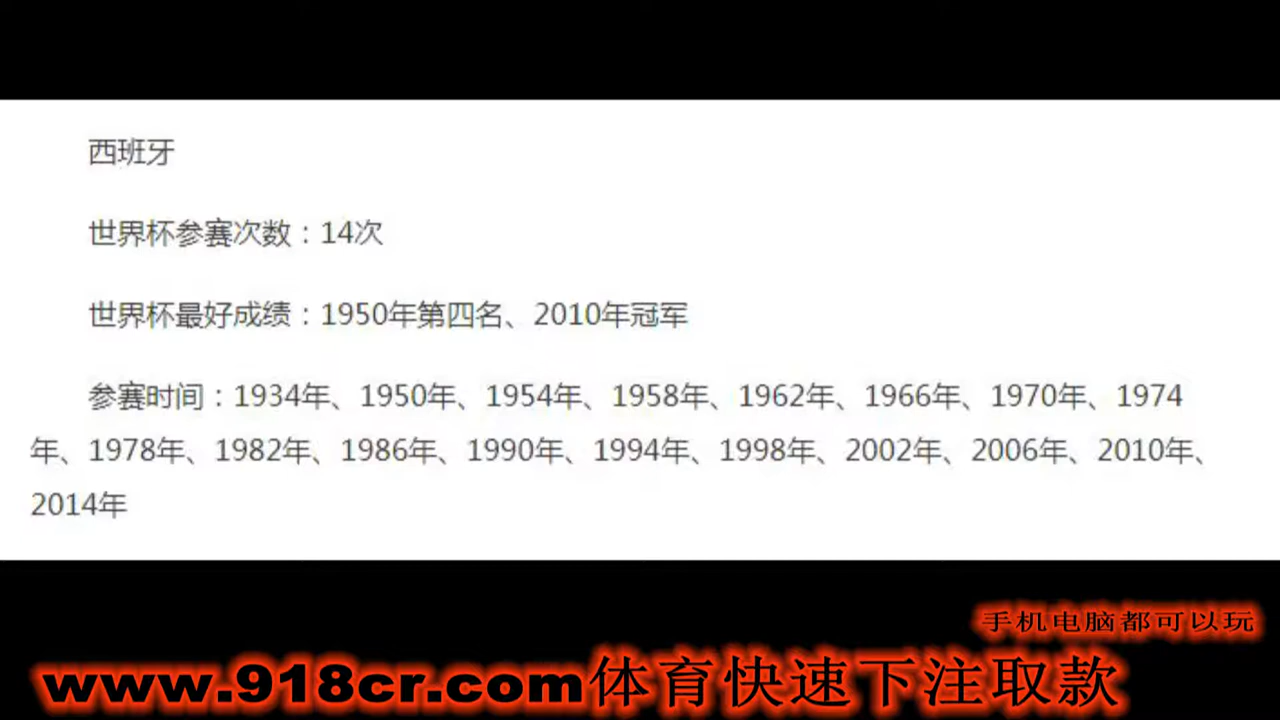 西班牙
世界杯参赛次数：14次
世界杯最好成绩：1950年第四名、2010年冠军
参赛时间：1934年、1950年、1954年、1958年、1962年、1966年、1970年、1974
年、1978年、1982年、1986年、1990年、1994年、1998年、2002年、2006年、2010年、
2014年
手机电脑都可以玩
www.918cr.com体育快速下注取款